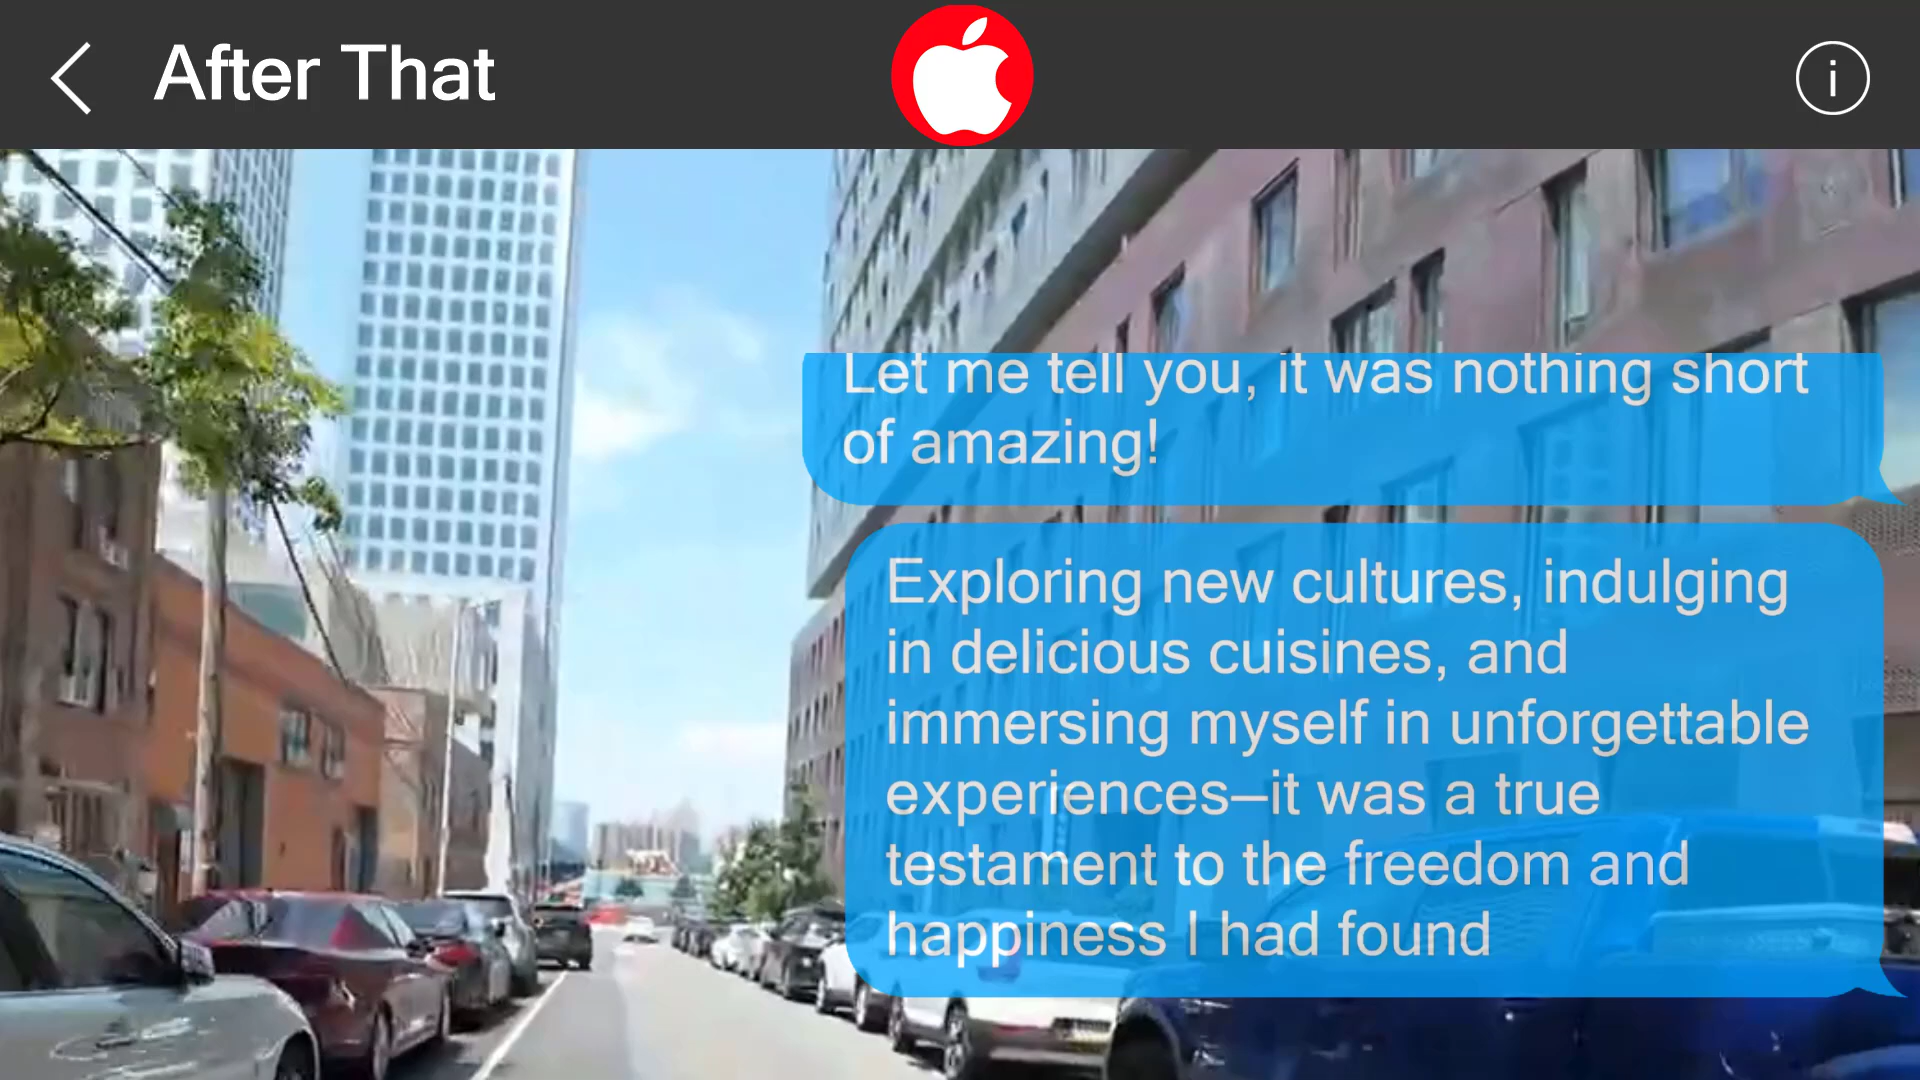 After That
Let me tell you, it was nothing short
of amazing!
Exploring new cultures, indulging
in delicious cuisines, and
immersing myself in unforgettable
experiences—it was a true
testament to the freedom and
happiness I had found